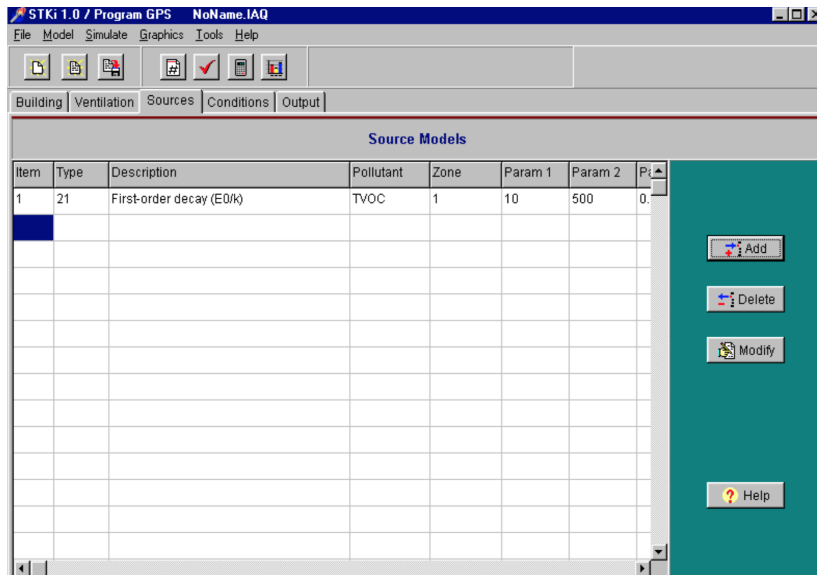 STKi 1.0 / Program GPS NoName.IAQ
File Model Simulate Graphics Tools Help
Building Ventilation Sources Conditions Output
Source Models
Item Type Description Pollutant Zone Param 1 Param 2 Pa
1 21 First-order decay (E0/k) TVOC 1 10 500 0.
Add
Delete
Modify
Help